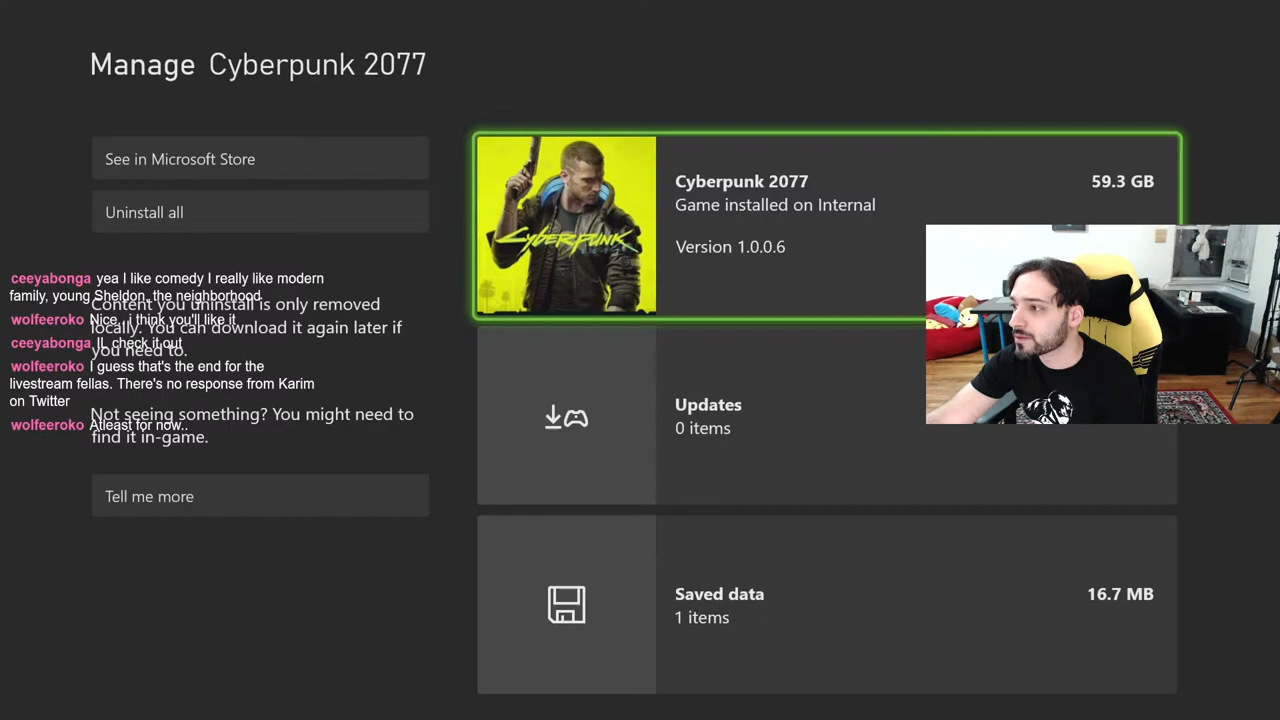 Manage Cyberpunk 2077
See in Microsoft Store
Uninstall all
ceeyabonga yea I like comedy I really like modern
family, young Sheldon, the neighborhood
wolfeeroko Nice , i think you'll like it
ceeyabonga IL check it out
wolfeeroko I guess that's the end for the
livestream fellas. There's no response from Karim
on Twitter
wolfeeroko Atleast for now..
Content you uninstall is only removed
locally. You can download it again later if
you need to.
Not seeing something? You might need to
find it in-game.
Tell me more
CYBERPUNK
Cyberpunk 2077
59.3 GB
Game installed on Internal
Version 1.0.0.6
Updates
0 items
Saved data
16.7 MB
1 items